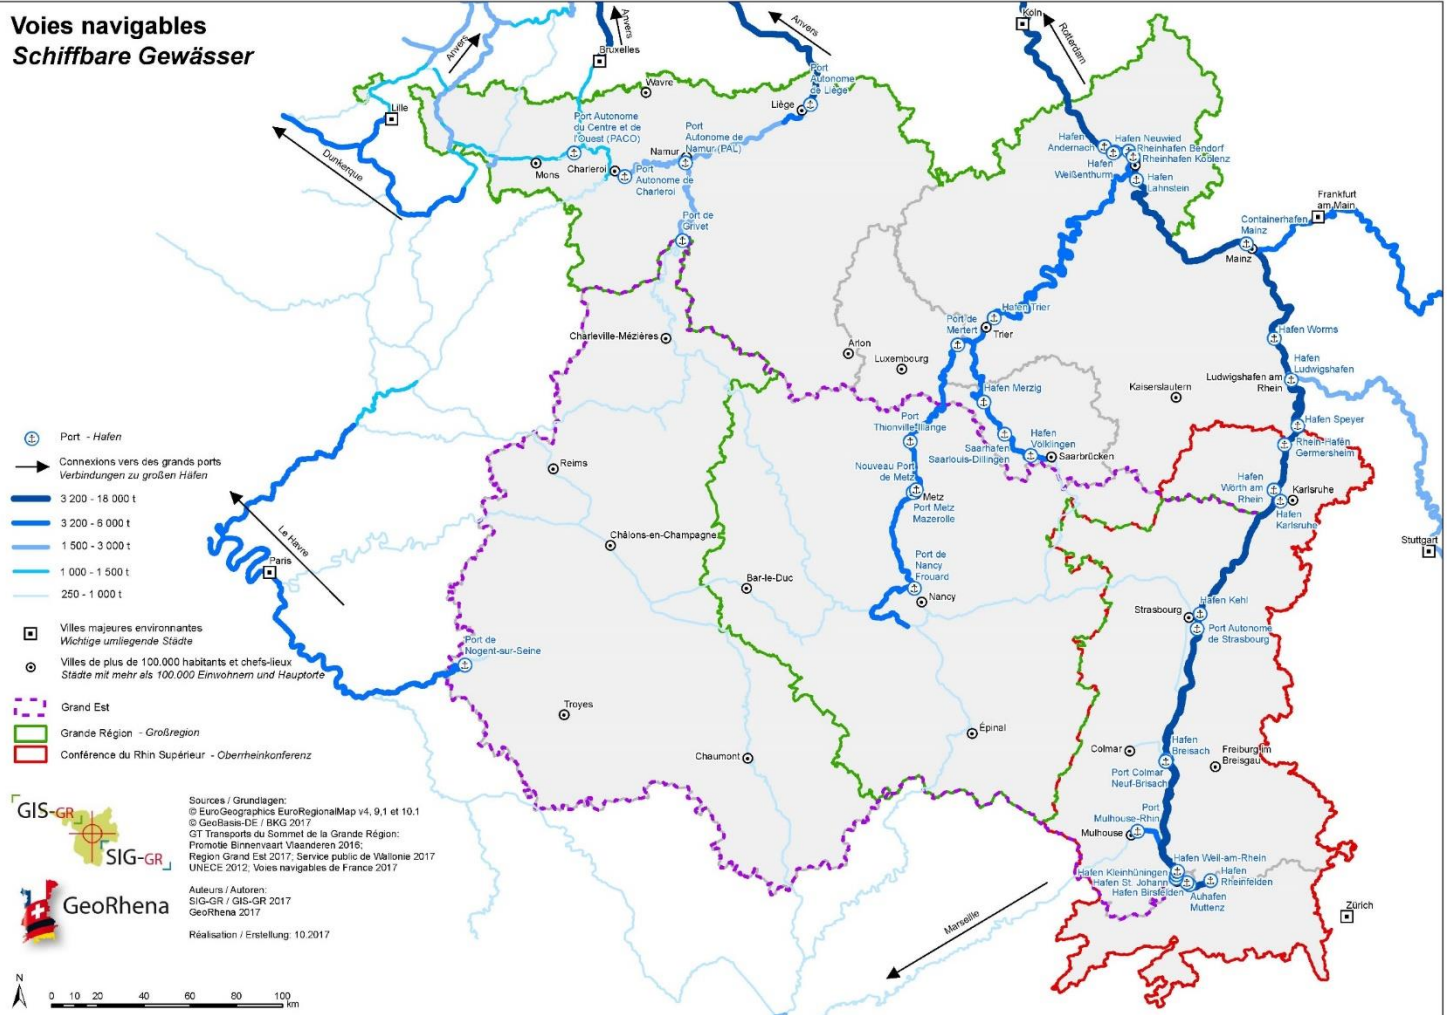 Voies navigables
Schiffbare Gewässer
Anvers
Anvers
Anvers
Rotterdam
Köln
Bruxelles
Lille
Dunkerque
Wavre
Liège
Port
Autonome
de Liège
Port Autonome
du Centre et de
l'Ouest (PACO)
Port
Autonome de
Namur (PAL)
Namur
Mons
Charleroi
Port
Autonome de
Charleroi
Port de
Grivet
Hafen
Andernach
Hafen Neuwied
Rheinhafen Bendorf
Rheinhafen Koblenz
Hafen
Weißenthurm
Hafen
Lahnstein
Frankfurt
am Main
Containerhafen
Mainz
Mainz
Charleville-Mézières
Arlon
Luxembourg
Port de
Mertert
Hafen Trier
Trier
Hafen Worms
Hafen
Ludwigshafen
Ludwigshafen am
Rhein
Kaiserslautern
Hafen Merzig
Port
Thionville-Illange
Saarhafen
Saarlouis-Dillingen
Hafen
Völklingen
Saarbrücken
Hafen Speyer
Rhein-Hafen
Germersheim
Reims
Nouveau Port
de Metz
Metz
Port Metz
Mazerolle
Hafen
Wörth am
Rhein
Karlsruhe
Hafen
Karlsruhe
Stuttgart
Châlons-en-Champagne
Bar-le-Duc
Port de
Nancy
Frouard
Nancy
Le Havre
Paris
Strasbourg
Hafen Kehl
Port Autonome
de Strasbourg
Port de
Nogent-sur-Seine
Troyes
Chaumont
Épinal
Colmar
Hafen
Breisach
Port Colmar
Neuf-Brisach
Freiburg im
Breisgau
Port
Mulhouse-Rhin
Mulhouse
Hafen Weil-am-Rhein
Hafen Kleinhüningen
Hafen St. Johann
Hafen Birsfelden
Hafen
Rheinfelden
Auhafen
Muttenz
Marseille
Zürich
Port - Hafen
Connexions vers des grands ports
Verbindungen zu großen Häfen
3 200 - 18 000 t
3 200 - 6 000 t
1 500 - 3 000 t
1 000 - 1 500 t
250 - 1 000 t
Villes majeures environnantes
Wichtige umliegende Städte
Villes de plus de 100.000 habitants et chefs-lieux
Städte mit mehr als 100.000 Einwohnern und Hauptorte
Grand Est
Grande Région - Großregion
Conférence du Rhin Supérieur - Oberrheinkonferenz
GIS-GR
SIG-GR
GeoRhena
Sources / Grundlagen:
© EuroGeographics EuroRegionalMap v4, 9,1 et 10.1
© GeoBasis-DE / BKG 2017
GT Transports du Sommet de la Grande Région:
Promotie Binnenvaart Vlaanderen 2016;
Region Grand Est 2017; Service public de Wallonie 2017
UNECE 2012; Voies navigables de France 2017
Auteurs / Autoren:
SIG-GR / GIS-GR 2017
GeoRhena 2017
Réalisation / Erstellung: 10.2017
N
0 10 20 40 60 80 100
km